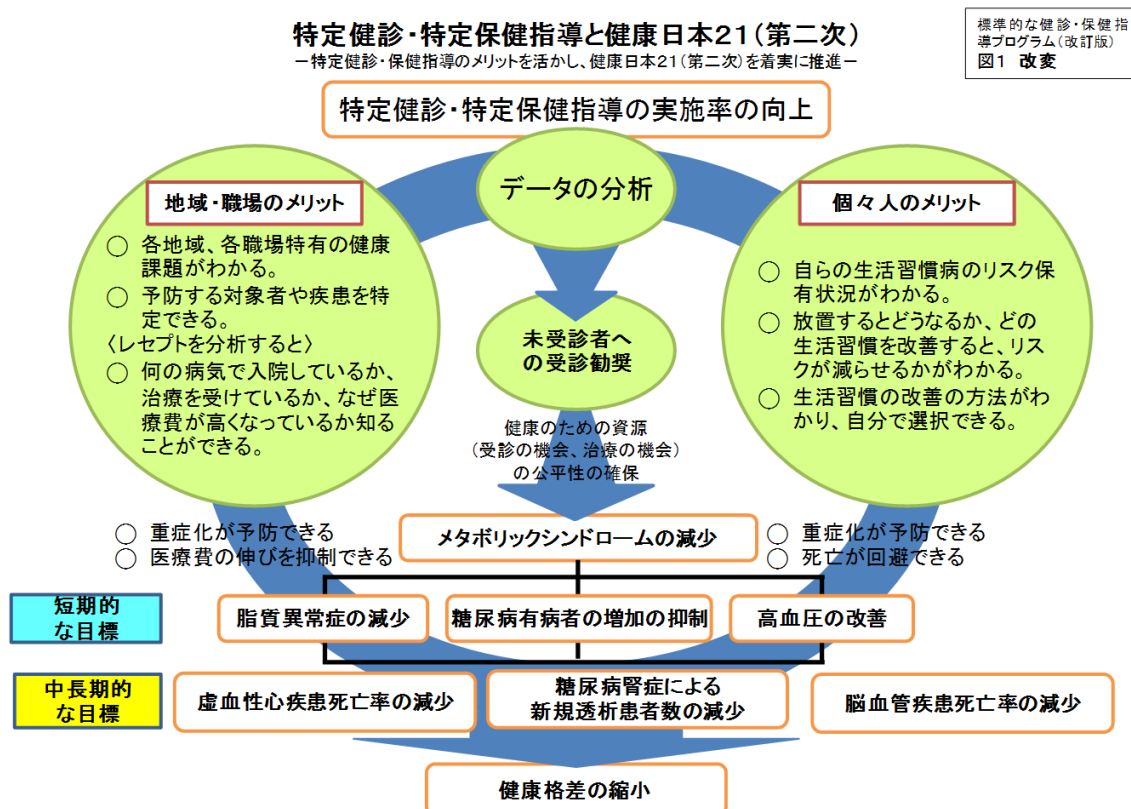 特定健診・特定保健指導と健康日本21(第二次)
－特定健診・保健指導のメリットを活かし、健康日本21(第二次)を着実に推進－
標準的な健診・保健指
導プログラム(改訂版)
図1 改変
特定健診・特定保健指導の実施率の向上
データの分析
地域・職場のメリット
○ 各地域、各職場特有の健康
課題がわかる。
○ 予防する対象者や疾患を特
定できる。
〈レセプトを分析すると〉
○ 何の病気で入院しているか、
治療を受けているか、なぜ医
療費が高くなっているか知る
ことができる。
個々人のメリット
○ 自らの生活習慣病のリスク保
有状況がわかる。
○ 放置するとどうなるか、どの
生活習慣を改善すると、リス
クが減らせるかがわかる。
○ 生活習慣の改善の方法がわ
かり、自分で選択できる。
未受診者へ
の受診勧奨
健康のための資源
(受診の機会、治療の機会)
の公平性の確保
○ 重症化が予防できる
○ 医療費の伸びを抑制できる
メタボリックシンドロームの減少
○ 重症化が予防できる
○ 死亡が回避できる
短期的
な目標
脂質異常症の減少
糖尿病有病者の増加の抑制
高血圧の改善
中長期的
な目標
虚血性心疾患死亡率の減少
糖尿病腎症による
新規透析患者数の減少
脳血管疾患死亡率の減少
健康格差の縮小